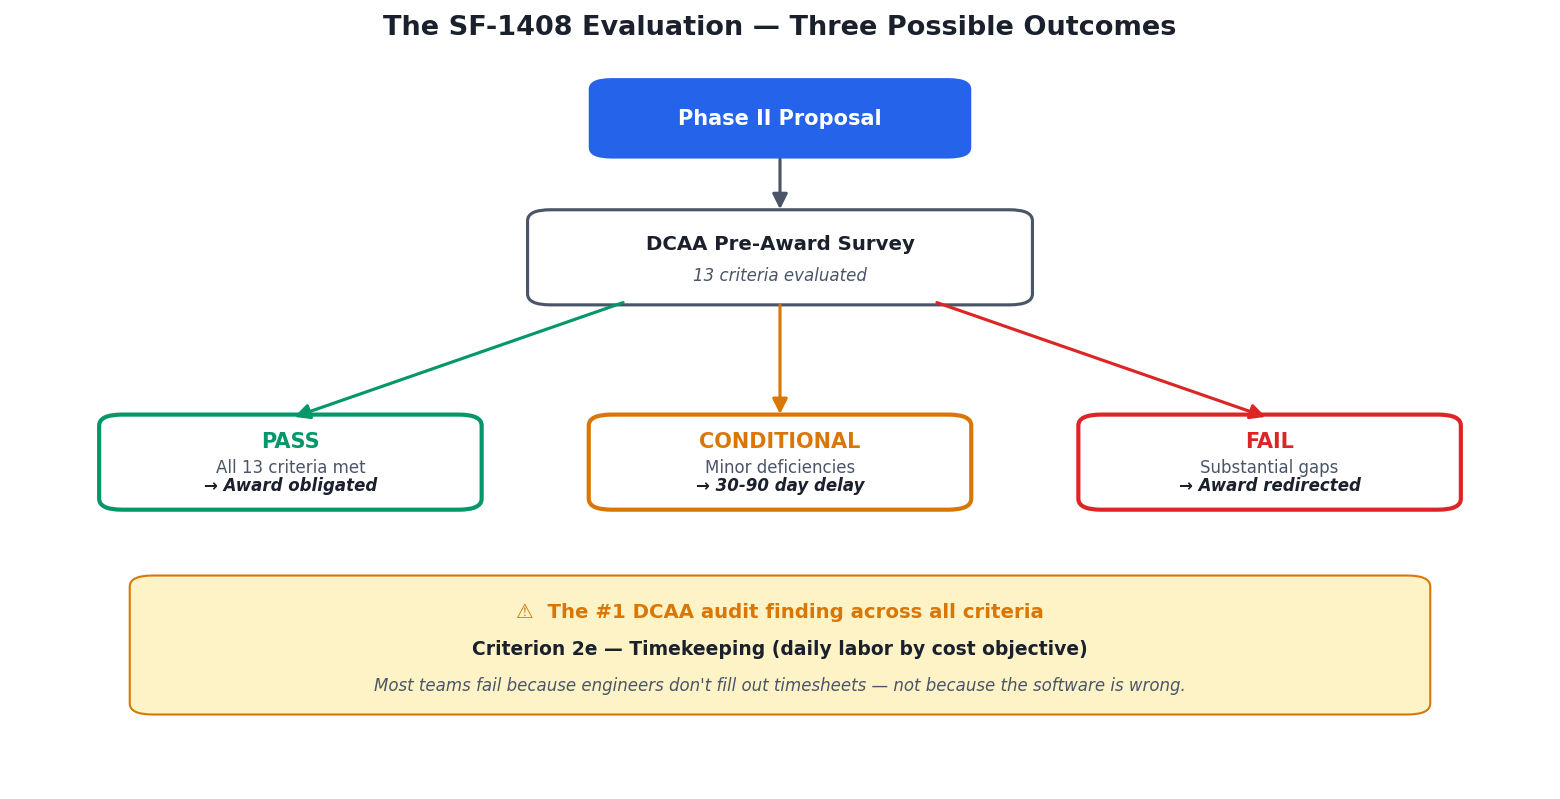 The SF-1408 Evaluation — Three Possible Outcomes
Phase II Proposal
DCAA Pre-Award Survey
13 criteria evaluated
PASS
All 13 criteria met
→ Award obligated
CONDITIONAL
Minor deficiencies
→ 30-90 day delay
FAIL
Substantial gaps
→ Award redirected
⚠ The #1 DCAA audit finding across all criteria
Criterion 2e — Timekeeping (daily labor by cost objective)
Most teams fail because engineers don't fill out timesheets — not because the software is wrong.